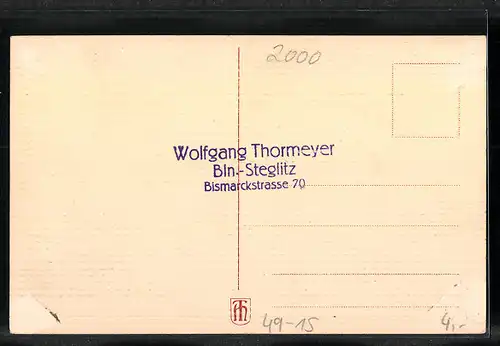 2000
Wolfgang Thormeyer
Bln.-Steglitz
Bismarckstrasse 70
49-15
4,-